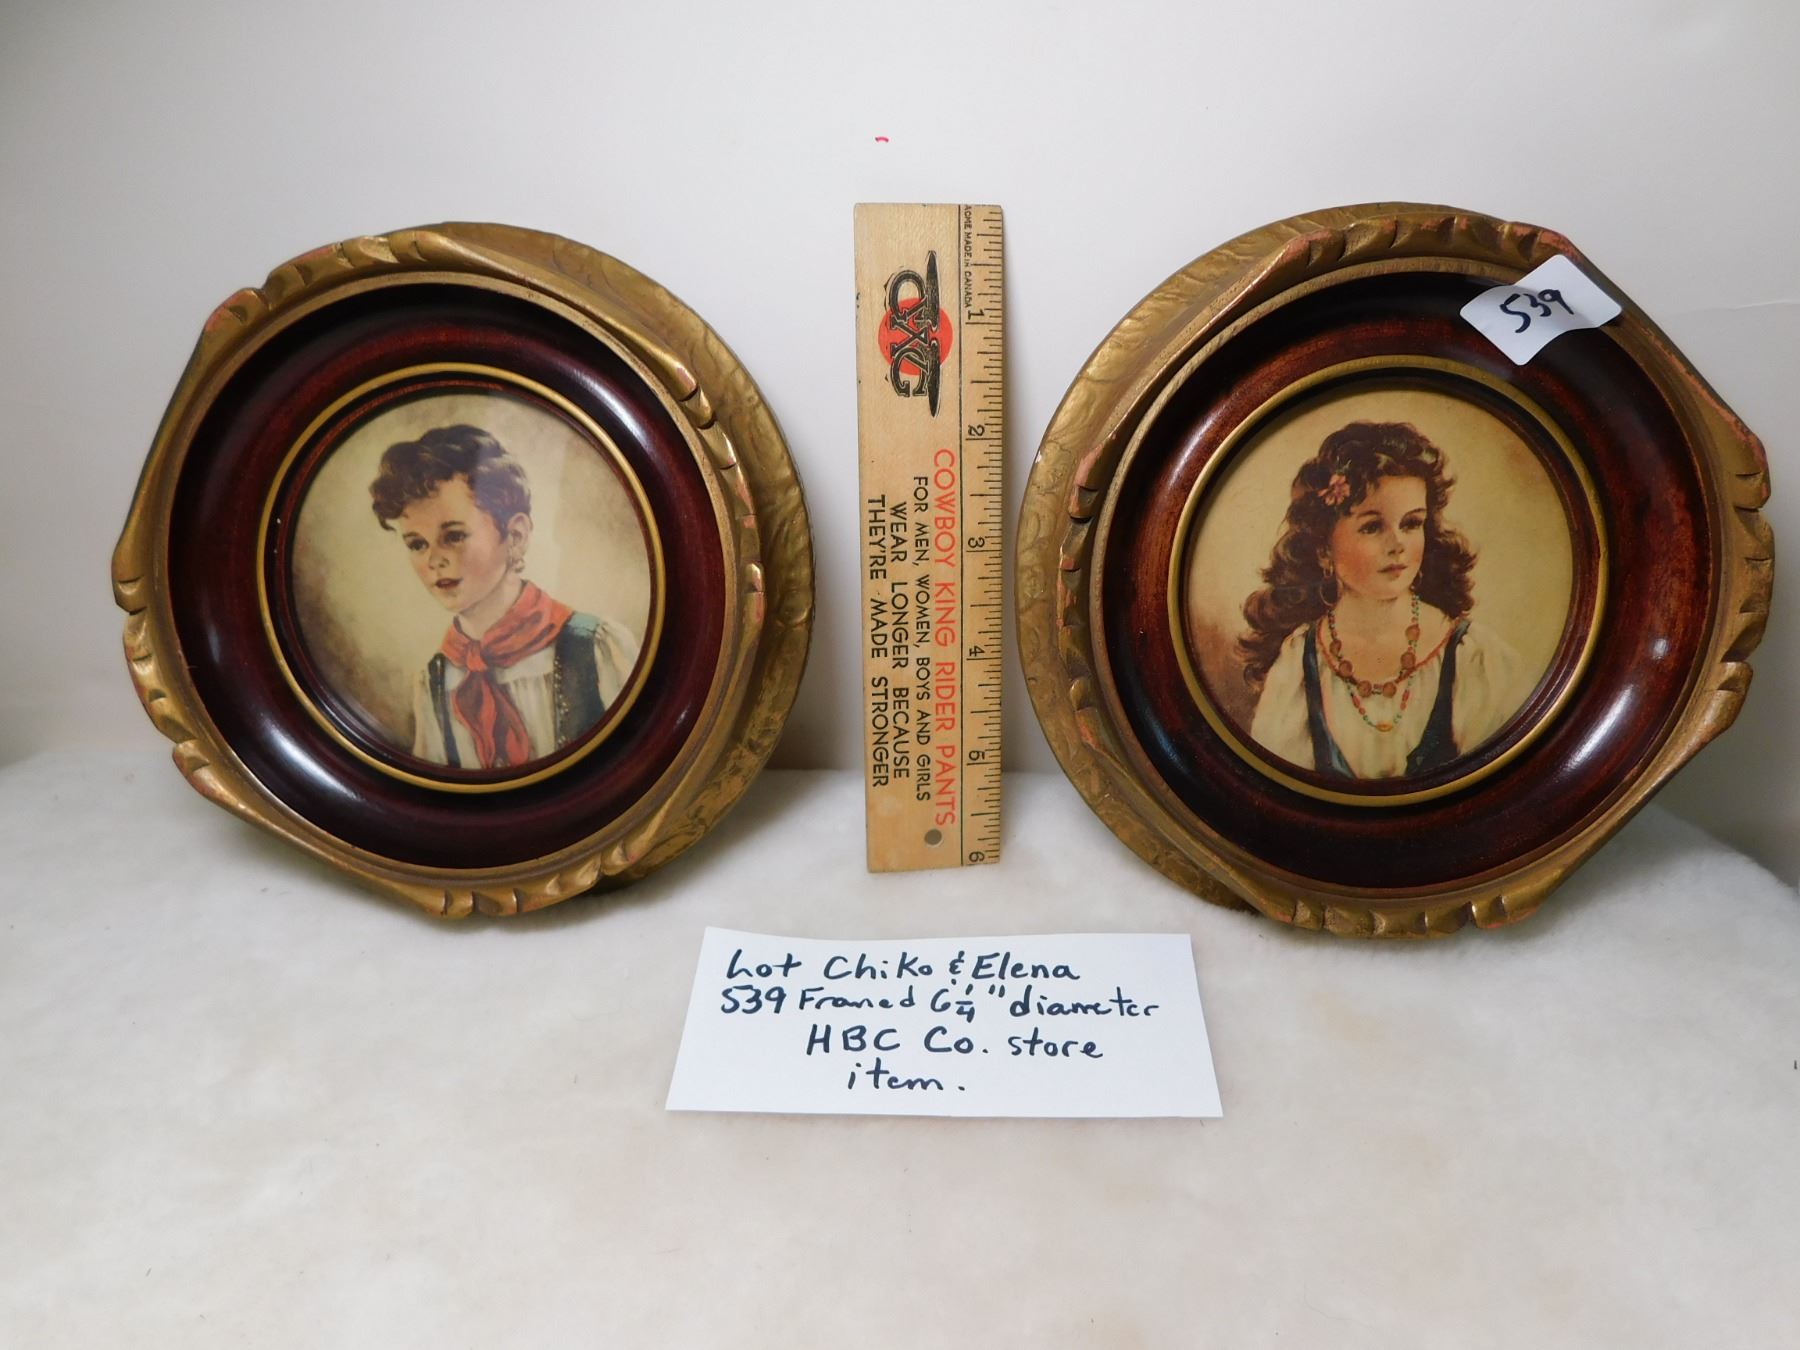 ACME MADE IN CANADA
GWG
COWBOY KING RIDER PANTS
FOR MEN, WOMEN, BOYS AND GIRLS
WEAR LONGER BECAUSE
THEY'RE MADE STRONGER
1
2
3
4
5
6
539
Lot Chiko & Elena
539 Framed 6 1/4" diameter
HBC Co. store
item.